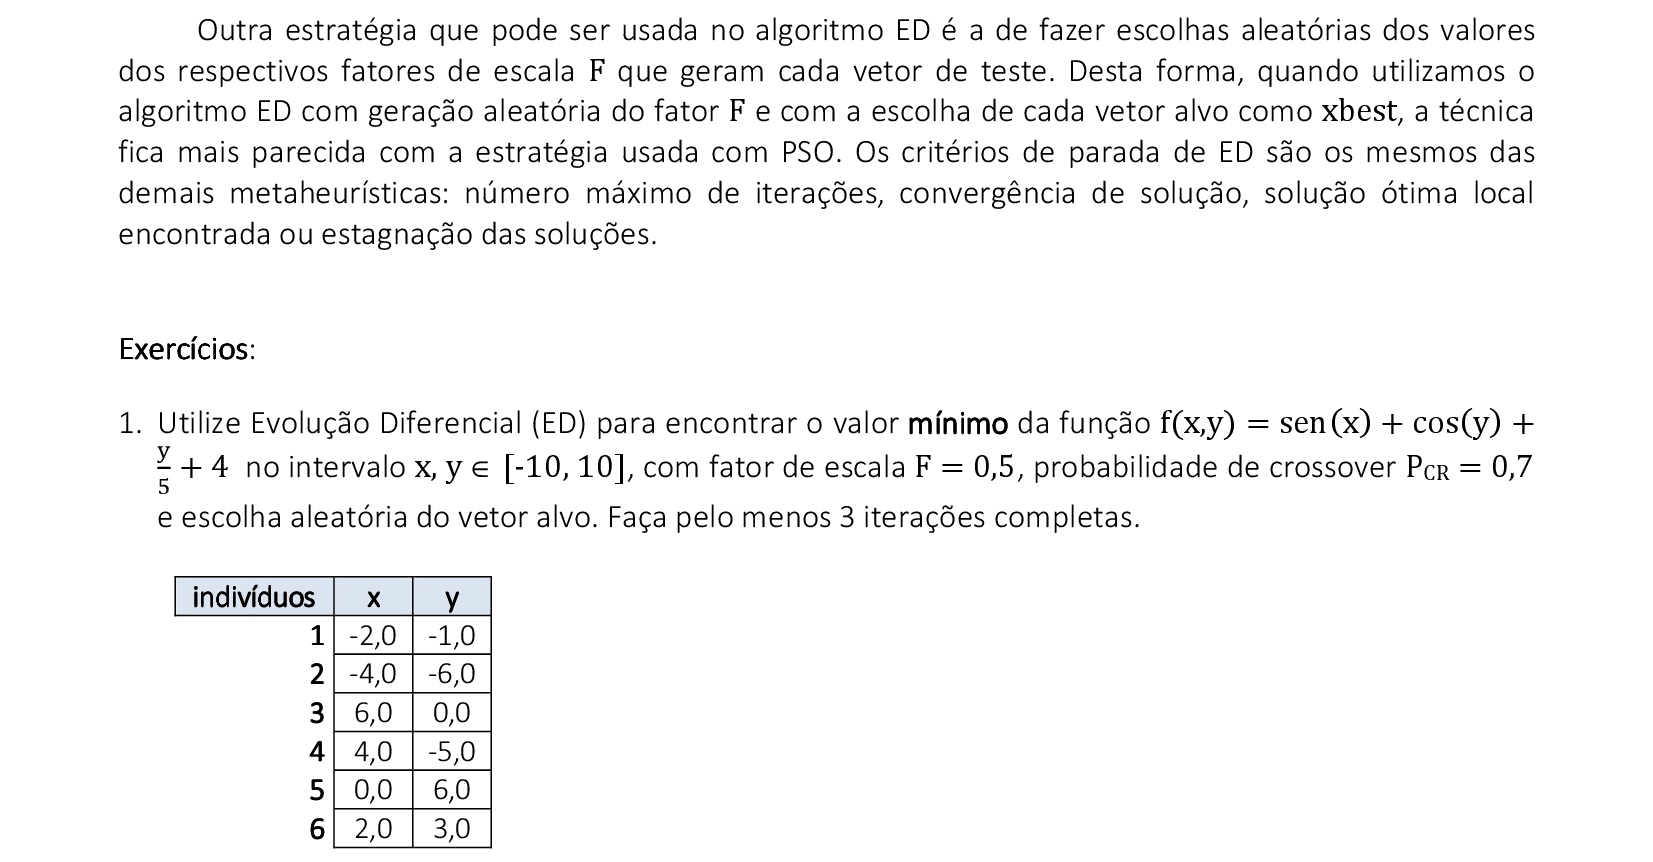 Outra estratégia que pode ser usada no algoritmo ED é a de fazer escolhas aleatórias dos valores
dos respectivos fatores de escala F que geram cada vetor de teste. Desta forma, quando utilizamos o
algoritmo ED com geração aleatória do fator F e com a escolha de cada vetor alvo como xbest, a técnica
fica mais parecida com a estratégia usada com PSO. Os critérios de parada de ED são os mesmos das
demais metaheurísticas: número máximo de iterações, convergência de solução, solução ótima local
encontrada ou estagnação das soluções.
Exercícios:
1. Utilize Evolução Diferencial (ED) para encontrar o valor mínimo da função f(x,y) = sen(x) + cos(y) +
y/5 + 4 no intervalo x, y ∈ [-10, 10], com fator de escala F = 0,5, probabilidade de crossover PCR = 0,7
e escolha aleatória do vetor alvo. Faça pelo menos 3 iterações completas.
indivíduos x y
1 -2,0 -1,0
2 -4,0 -6,0
3 6,0 0,0
4 4,0 -5,0
5 0,0 6,0
6 2,0 3,0